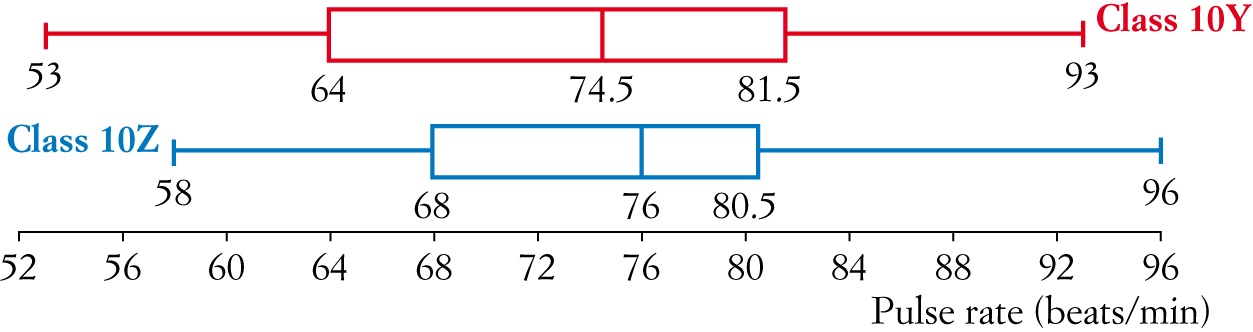 Class 10Y
53 64 74.5 81.5 93
Class 10Z
58 68 76 80.5 96
52 56 60 64 68 72 76 80 84 88 92 96
Pulse rate (beats/min)